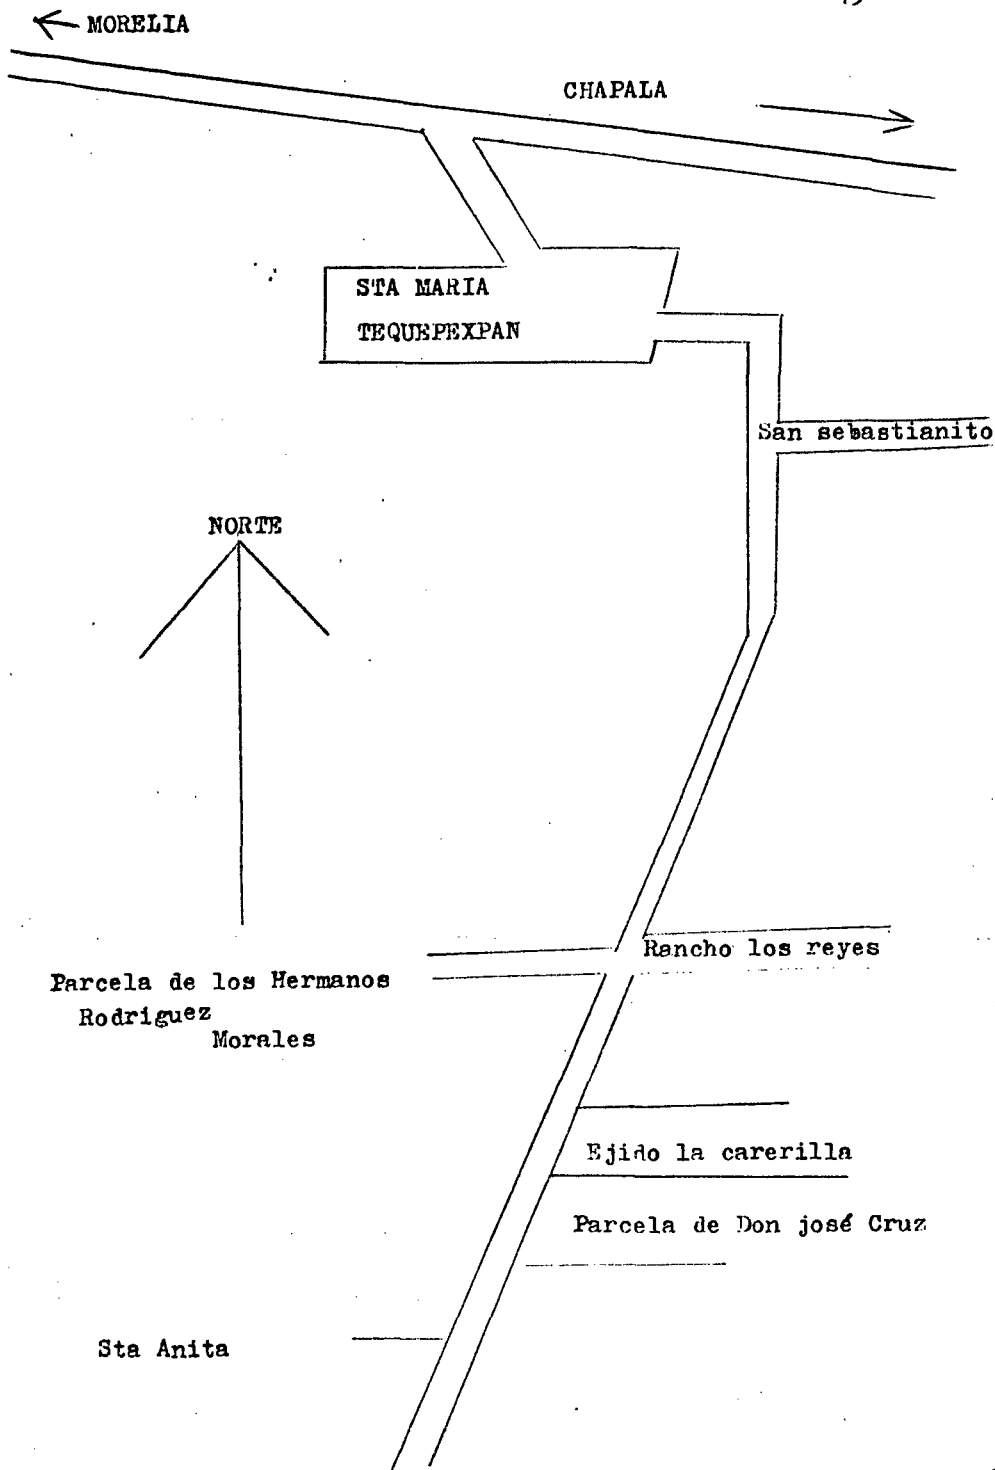 MORELIA
CHAPALA
STA MARIA
TEQUEPEXPAN
San sebastianito
NORTE
Rancho los reyes
Parcela de los Hermanos
Rodriguez
Morales
Ejido la carerilla
Parcela de Don josé Cruz
Sta Anita